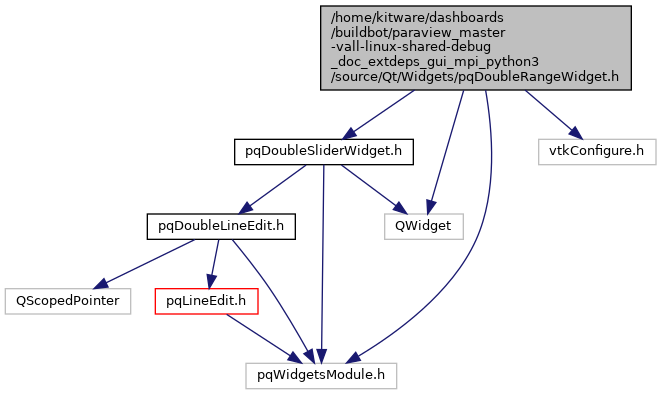 /home/kitware/dashboards
/buildbot/paraview_master
-vall-linux-shared-debug
_doc_extdeps_gui_mpi_python3
/source/Qt/Widgets/pqDoubleRangeWidget.h
pqDoubleSliderWidget.h
vtkConfigure.h
pqDoubleLineEdit.h
QWidget
QScopedPointer
pqLineEdit.h
pqWidgetsModule.h